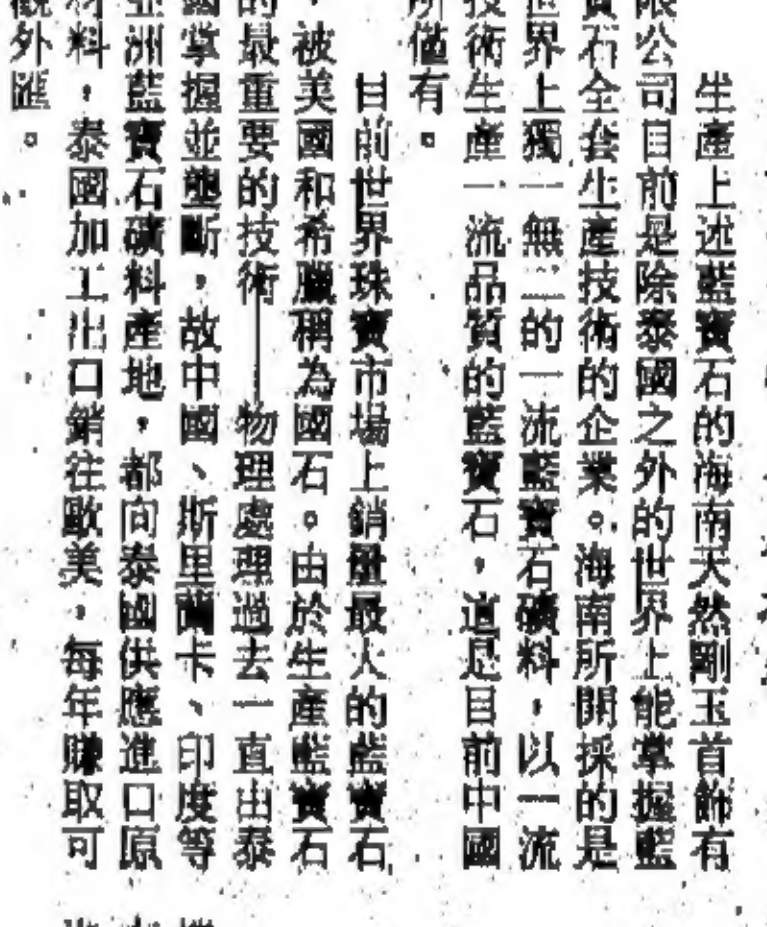 生產上述藍寶石的海南天然剛玉首飾有
限公司目前是除泰國之外的世界上能掌握藍
寶石全套生產技術的企業。海南所開採的是
世界上獨一無二的一流藍寶石礦料,以一流
技術生產一流品質的藍寶石,這是目前中國
所僅有。
目前世界珠寶市場上銷量最大的藍寶石
,被美國和希臘稱為國石。由於生產藍寶石
的最重要的技術——物理處理過去一直由泰
國掌握並壟斷,故中國、斯里蘭卡、印度等
亞洲藍寶石礦料產地,都向泰國供應進口原
材料,泰國加工出口銷往歐美,每年賺取可
觀外匯。